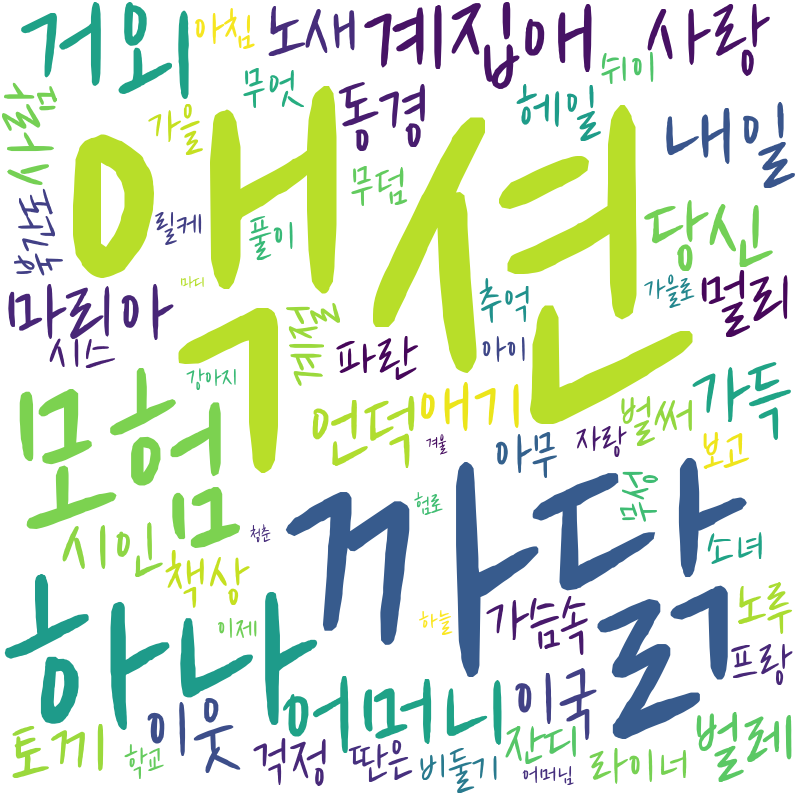 거외
아침
노새
계집애
사랑
쉬이
무엇
동경
헤일
가을
내일
릴케
풀이
무덤
액션
당신
마디
마리아
시스
계절
추억
가을로
멀리
파란
아이
강아지
모험
언덕
애기
벌써
가득
겨울
아무
자랑
보고
시인
책상
청춘
험로
까닭
무성
소녀
하나
이제
하늘
가슴속
노루
프랑
어머니
이국
토끼
이웃
학교
걱정
딴은
비둘기
어머님
잔디
라이너
벌레